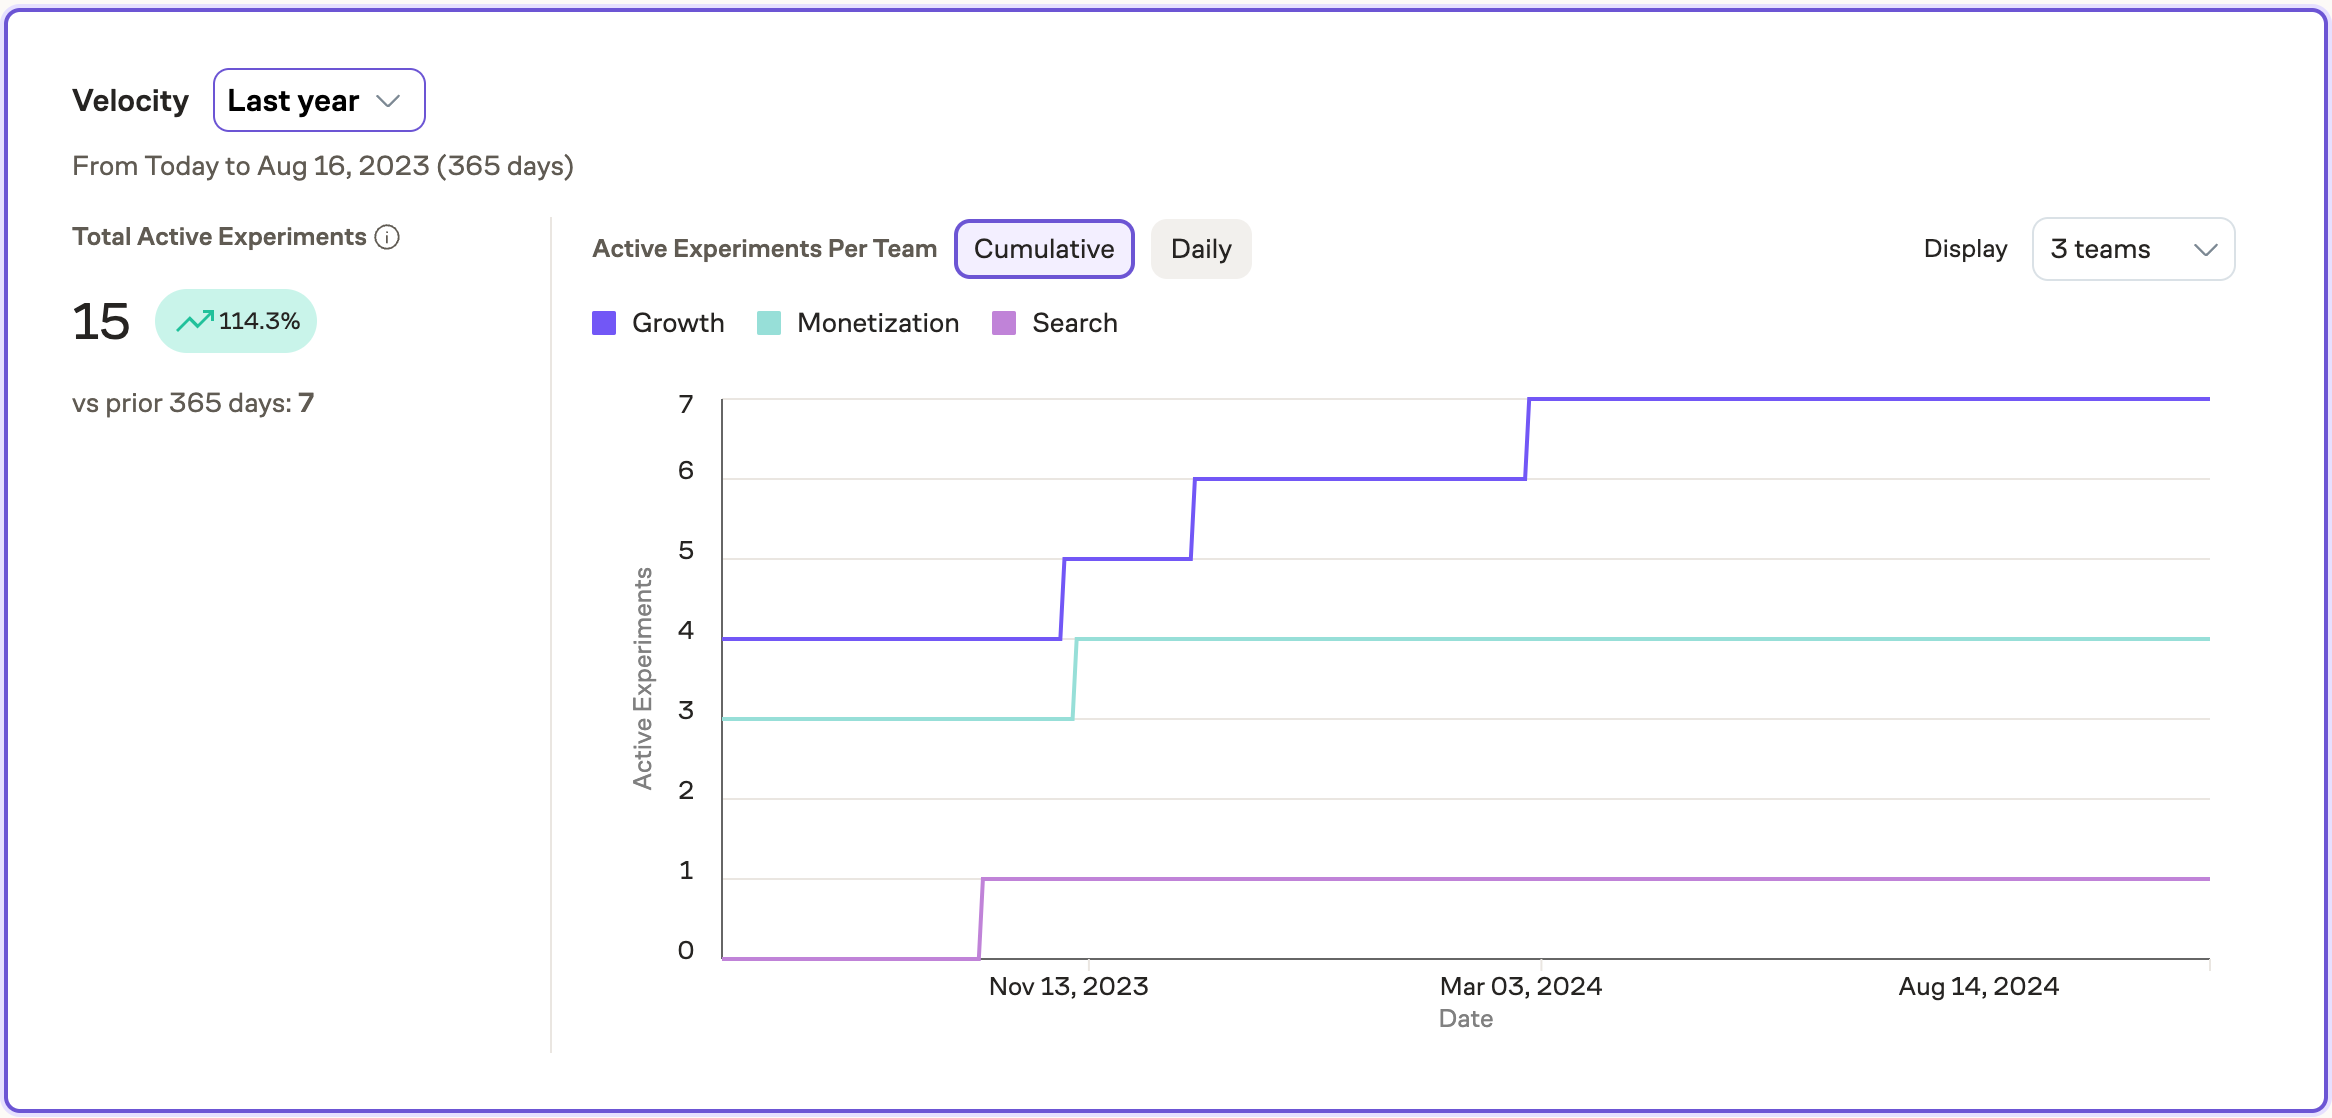 Velocity Last year
From Today to Aug 16, 2023 (365 days)
Total Active Experiments
15 114.3%
vs prior 365 days: 7
Active Experiments Per Team Cumulative Daily Display 3 teams
Growth Monetization Search
7
6
5
4
3
2
1
0
Active Experiments
Nov 13, 2023 Mar 03, 2024 Aug 14, 2024
Date